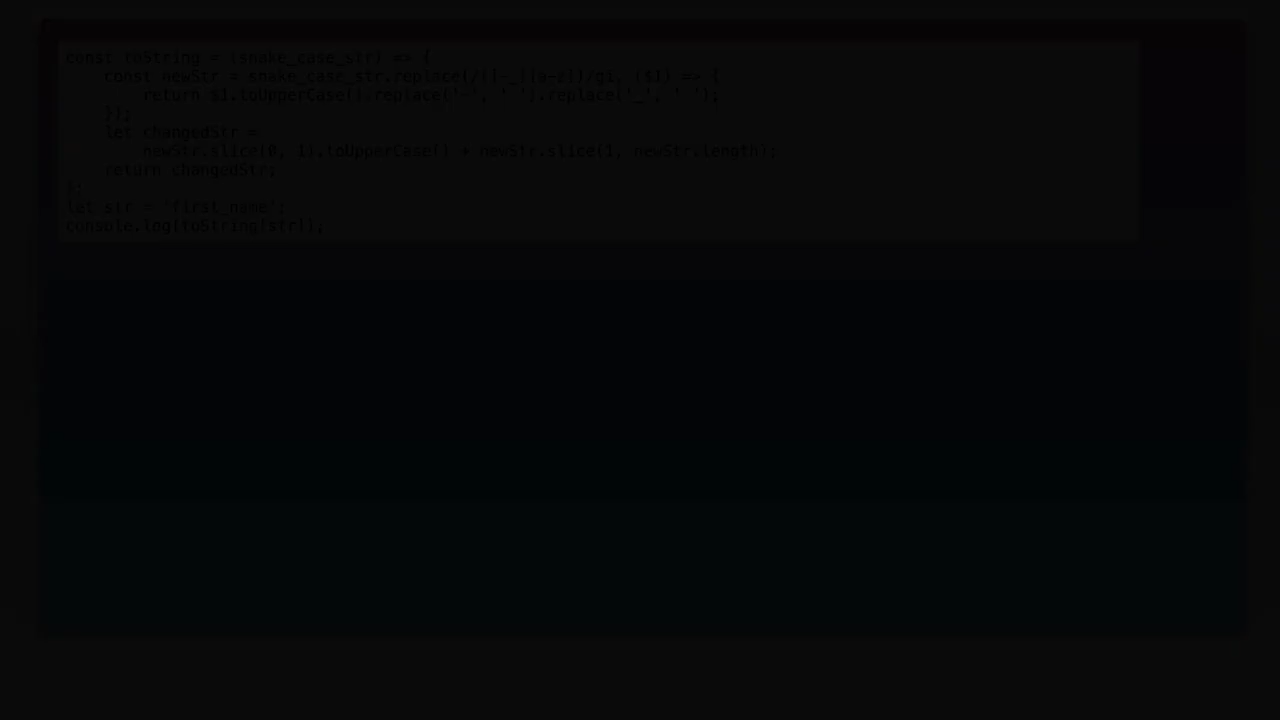 const toString = (snake_case_str) => {
    const newStr = snake_case_str.replace(/([-_][a-z])/gi, ($1) => {
        return $1.toUpperCase().replace('-', ' ').replace('_', ' ');
    });
    let changedStr =
        newStr.slice(0, 1).toUpperCase() + newStr.slice(1, newStr.length);
    return changedStr;
};
let str = 'first_name';
console.log(toString(str));